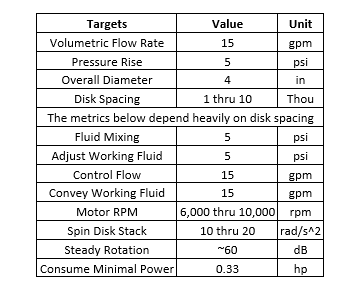 Targets Value Unit
Volumetric Flow Rate 15 gpm
Pressure Rise 5 psi
Overall Diameter 4 in
Disk Spacing 1 thru 10 Thou
The metrics below depend heavily on disk spacing
Fluid Mixing 5 psi
Adjust Working Fluid 5 psi
Control Flow 15 gpm
Convey Working Fluid 15 gpm
Motor RPM 6,000 thru 10,000 rpm
Spin Disk Stack 10 thru 20 rad/s^2
Steady Rotation ~60 dB
Consume Minimal Power 0.33 hp